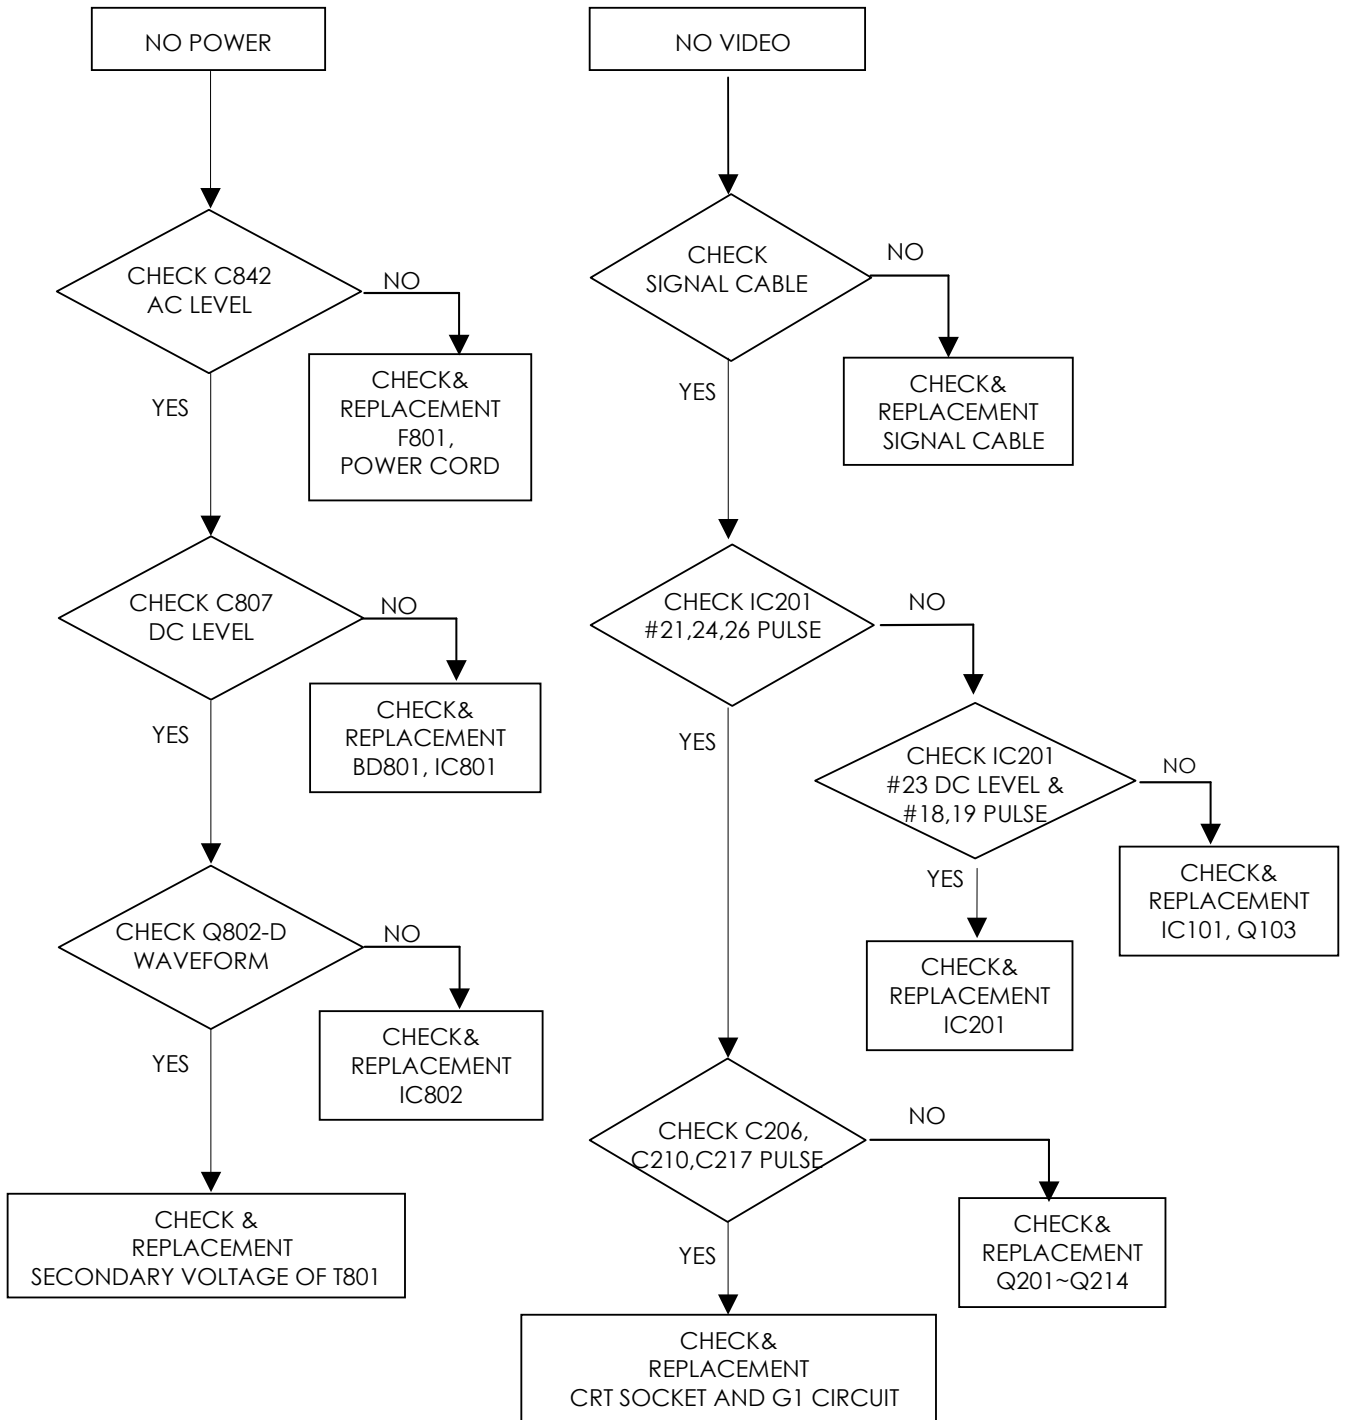 NO POWER
CHECK C842
AC LEVEL
NO
CHECK&
REPLACEMENT
F801,
POWER CORD
YES
CHECK C807
DC LEVEL
NO
CHECK&
REPLACEMENT
BD801, IC801
YES
CHECK Q802-D
WAVEFORM
NO
CHECK&
REPLACEMENT
IC802
YES
CHECK &
REPLACEMENT
SECONDARY VOLTAGE OF T801
NO VIDEO
CHECK
SIGNAL CABLE
NO
CHECK&
REPLACEMENT
SIGNAL CABLE
YES
CHECK IC201
#21,24,26 PULSE
NO
CHECK IC201
#23 DC LEVEL &
#18,19 PULSE
NO
CHECK&
REPLACEMENT
IC101, Q103
YES
CHECK&
REPLACEMENT
IC201
YES
CHECK C206,
C210,C217 PULSE
NO
CHECK&
REPLACEMENT
Q201~Q214
YES
CHECK&
REPLACEMENT
CRT SOCKET AND G1 CIRCUIT